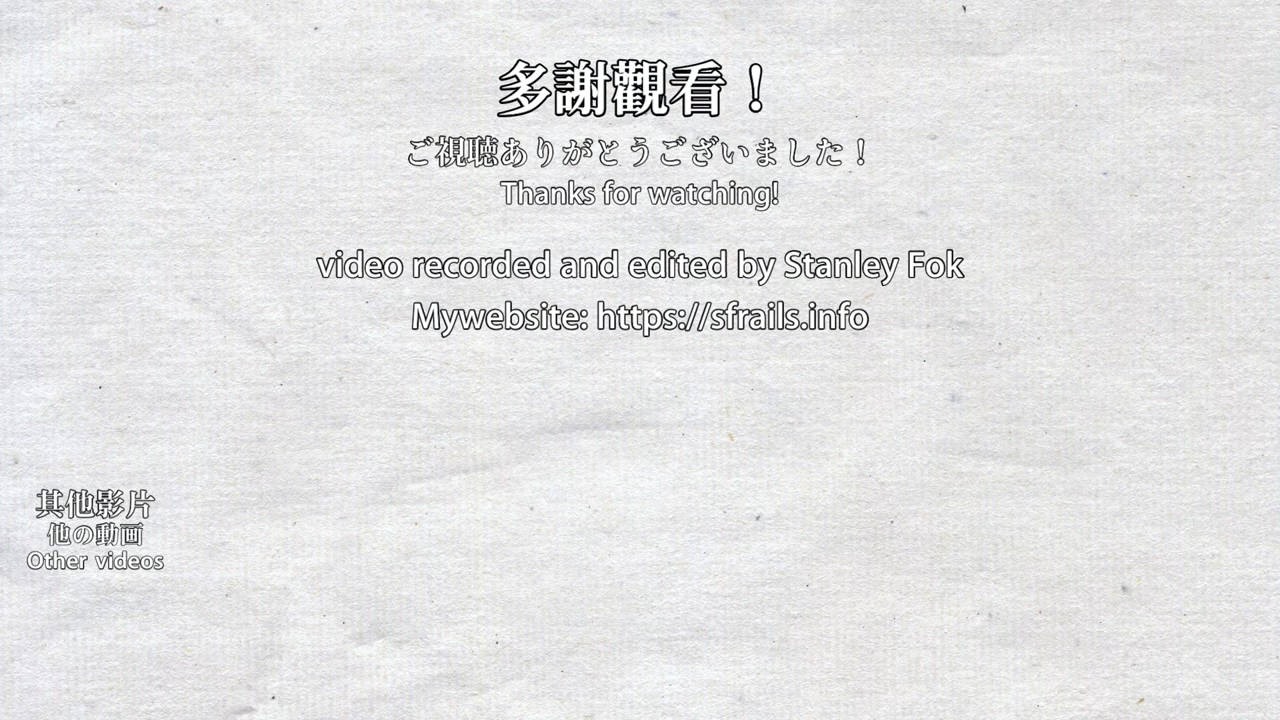 多謝觀看！
ご視聴ありがとうございました！
Thanks for watching!
video recorded and edited by Stanley Fok
Mywebsite: https://sfrails.info
其他影片
他の動画
Other videos